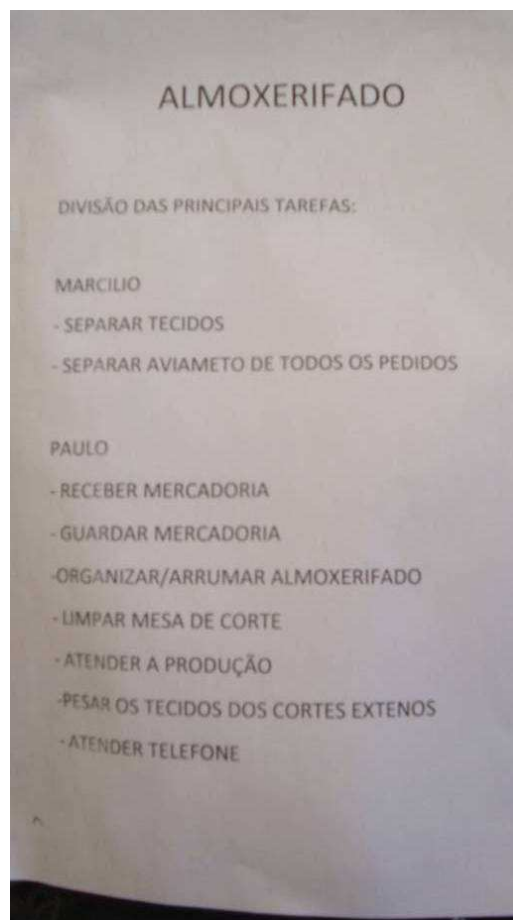 ALMOXERIFADO
DIVISÃO DAS PRINCIPAIS TAREFAS:
MARCILIO
- SEPARAR TECIDOS
- SEPARAR AVIAMETO DE TODOS OS PEDIDOS
PAULO
- RECEBER MERCADORIA
- GUARDAR MERCADORIA
-ORGANIZAR/ARRUMAR ALMOXERIFADO
- LIMPAR MESA DE CORTE
- ATENDER A PRODUÇÃO
-PESAR OS TECIDOS DOS CORTES EXTENOS
- ATENDER TELEFONE